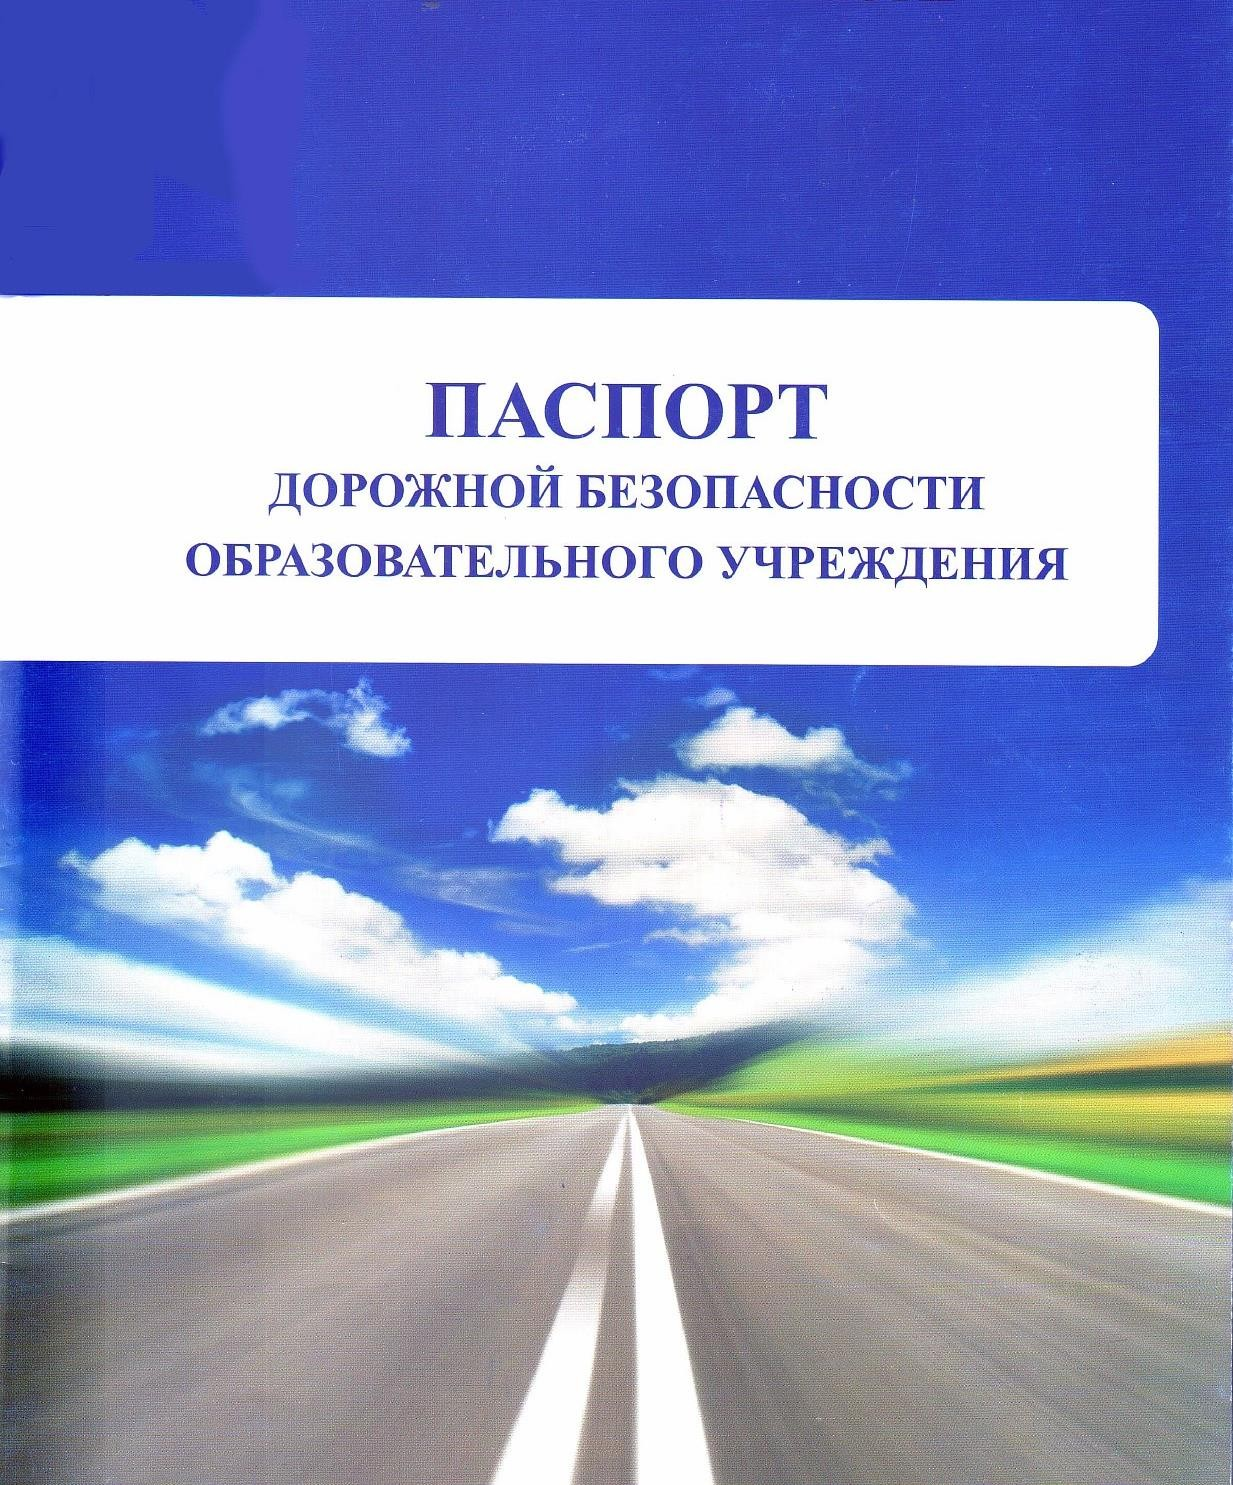 ПАСПОРТ
ДОРОЖНОЙ БЕЗОПАСНОСТИ
ОБРАЗОВАТЕЛЬНОГО УЧРЕЖДЕНИЯ